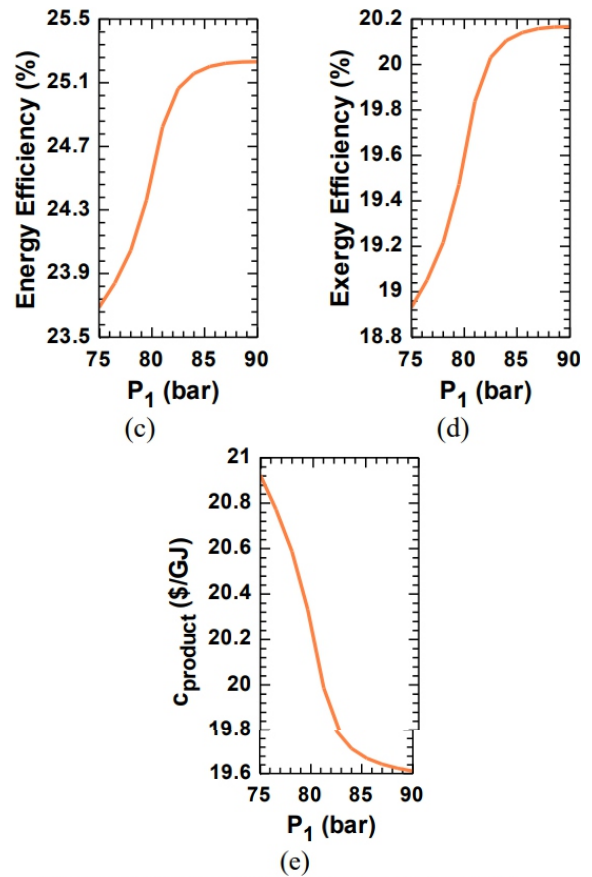 Energy Efficiency (%)
25.5
25.1
24.7
24.3
23.9
23.5
75 80 85 90
P1 (bar)
(c)
Exergy Efficiency (%)
20.2
20
19.8
19.6
19.4
19.2
19
18.8
75 80 85 90
P1 (bar)
(d)
cproduct ($/GJ)
21
20.8
20.6
20.4
20.2
20
19.8
19.6
75 80 85 90
P1 (bar)
(e)